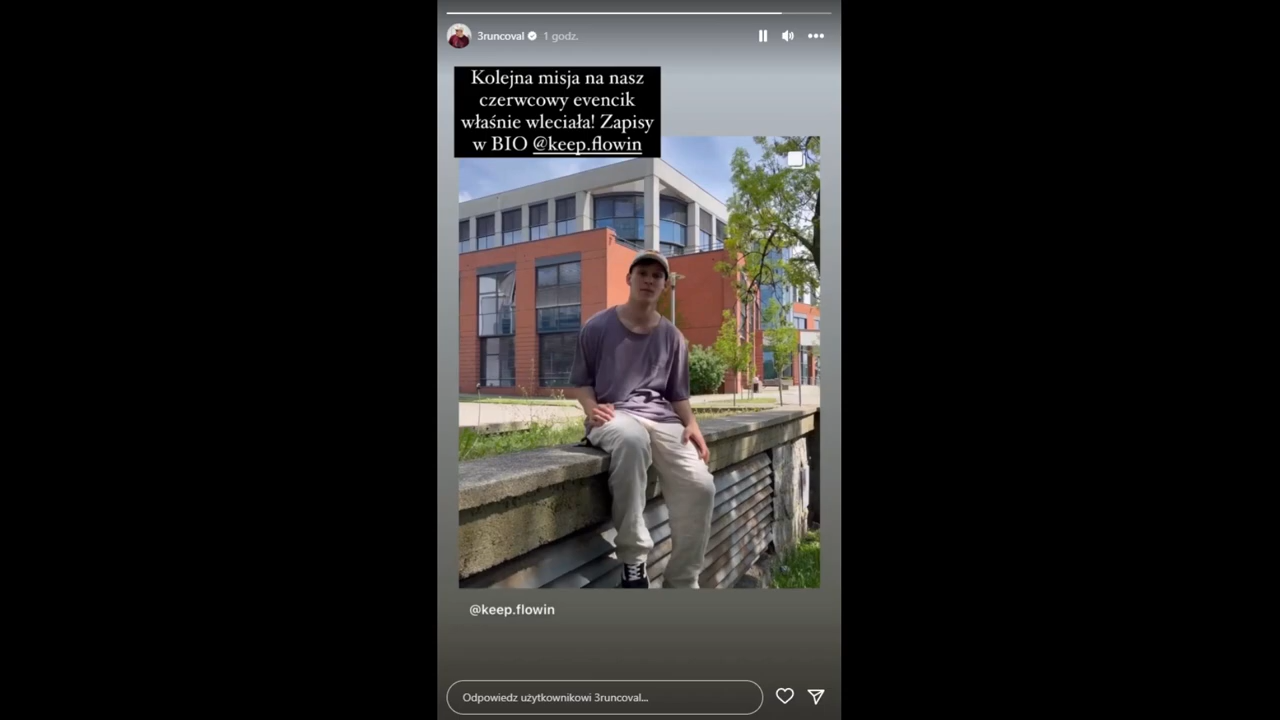 3runcoval 1 godz.
Kolejna misja na nasz
czerwcowy evencik
właśnie wleciała! Zapisy
w BIO @keep.flowin
@keep.flowin
Odpowiedz użytkownikowi 3runcoval...